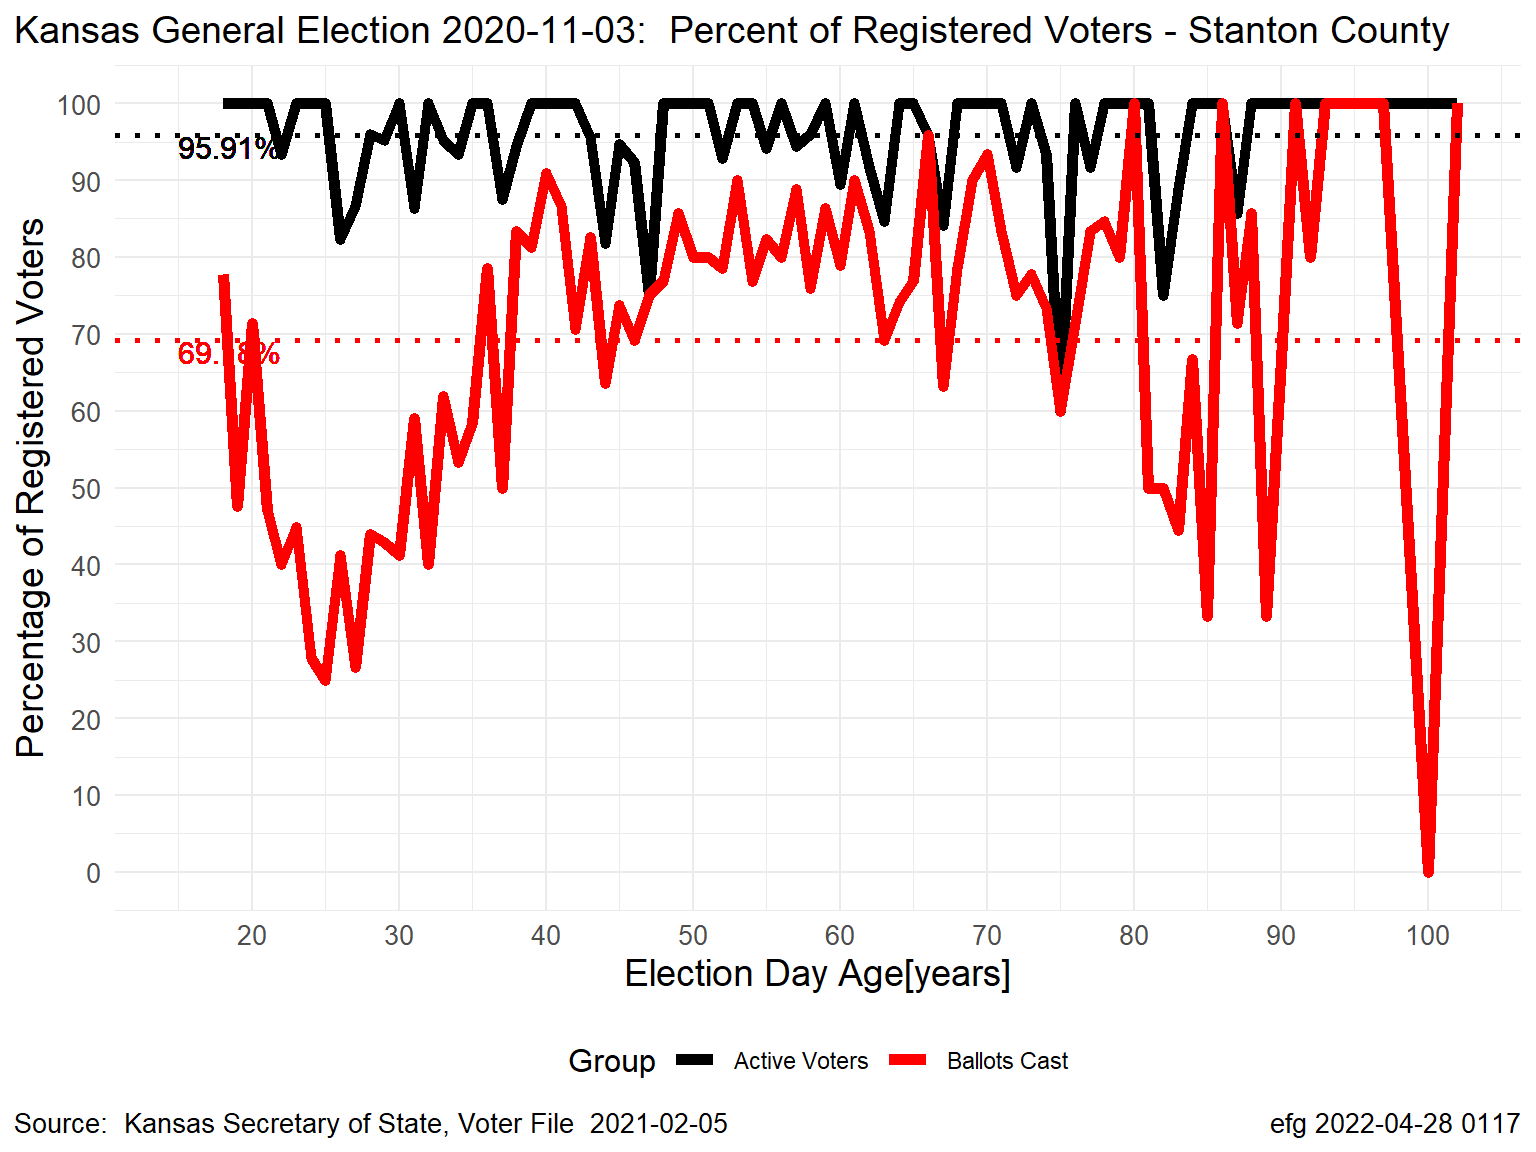 Kansas General Election 2020-11-03:  Percent of Registered Voters - Stanton County
Percentage of Registered Voters
100
90
80
70
60
50
40
30
20
10
0
95.91%
20 30 40 50 60 70 80 90 100
Election Day Age[years]
Group Active Voters Ballots Cast
Source:  Kansas Secretary of State, Voter File  2021-02-05
efg 2022-04-28 0117